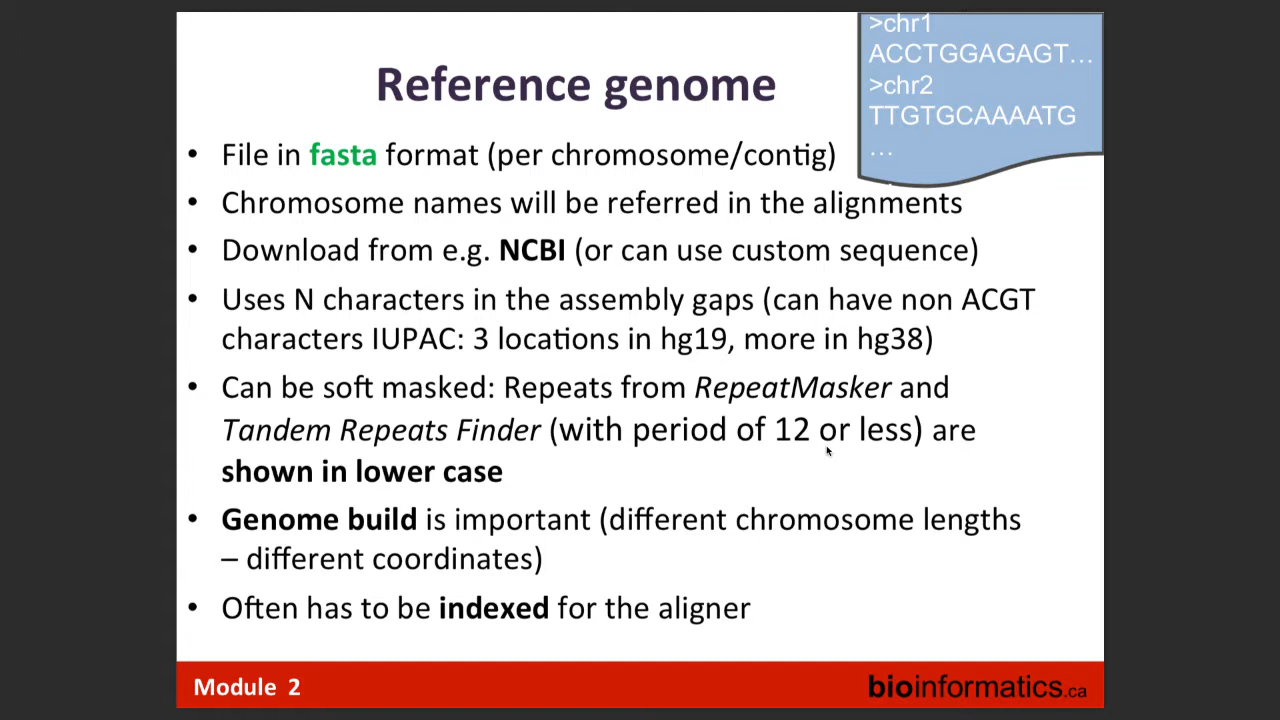 >chr1
ACCTGGAGAGT…
>chr2
TTGTGCAAAATG
…
Reference genome
• File in fasta format (per chromosome/contig)
• Chromosome names will be referred in the alignments
• Download from e.g. NCBI (or can use custom sequence)
• Uses N characters in the assembly gaps (can have non ACGT
characters IUPAC: 3 locations in hg19, more in hg38)
• Can be soft masked: Repeats from RepeatMasker and
Tandem Repeats Finder (with period of 12 or less) are
shown in lower case
• Genome build is important (different chromosome lengths
– different coordinates)
• Often has to be indexed for the aligner
Module 2
bioinformatics.ca